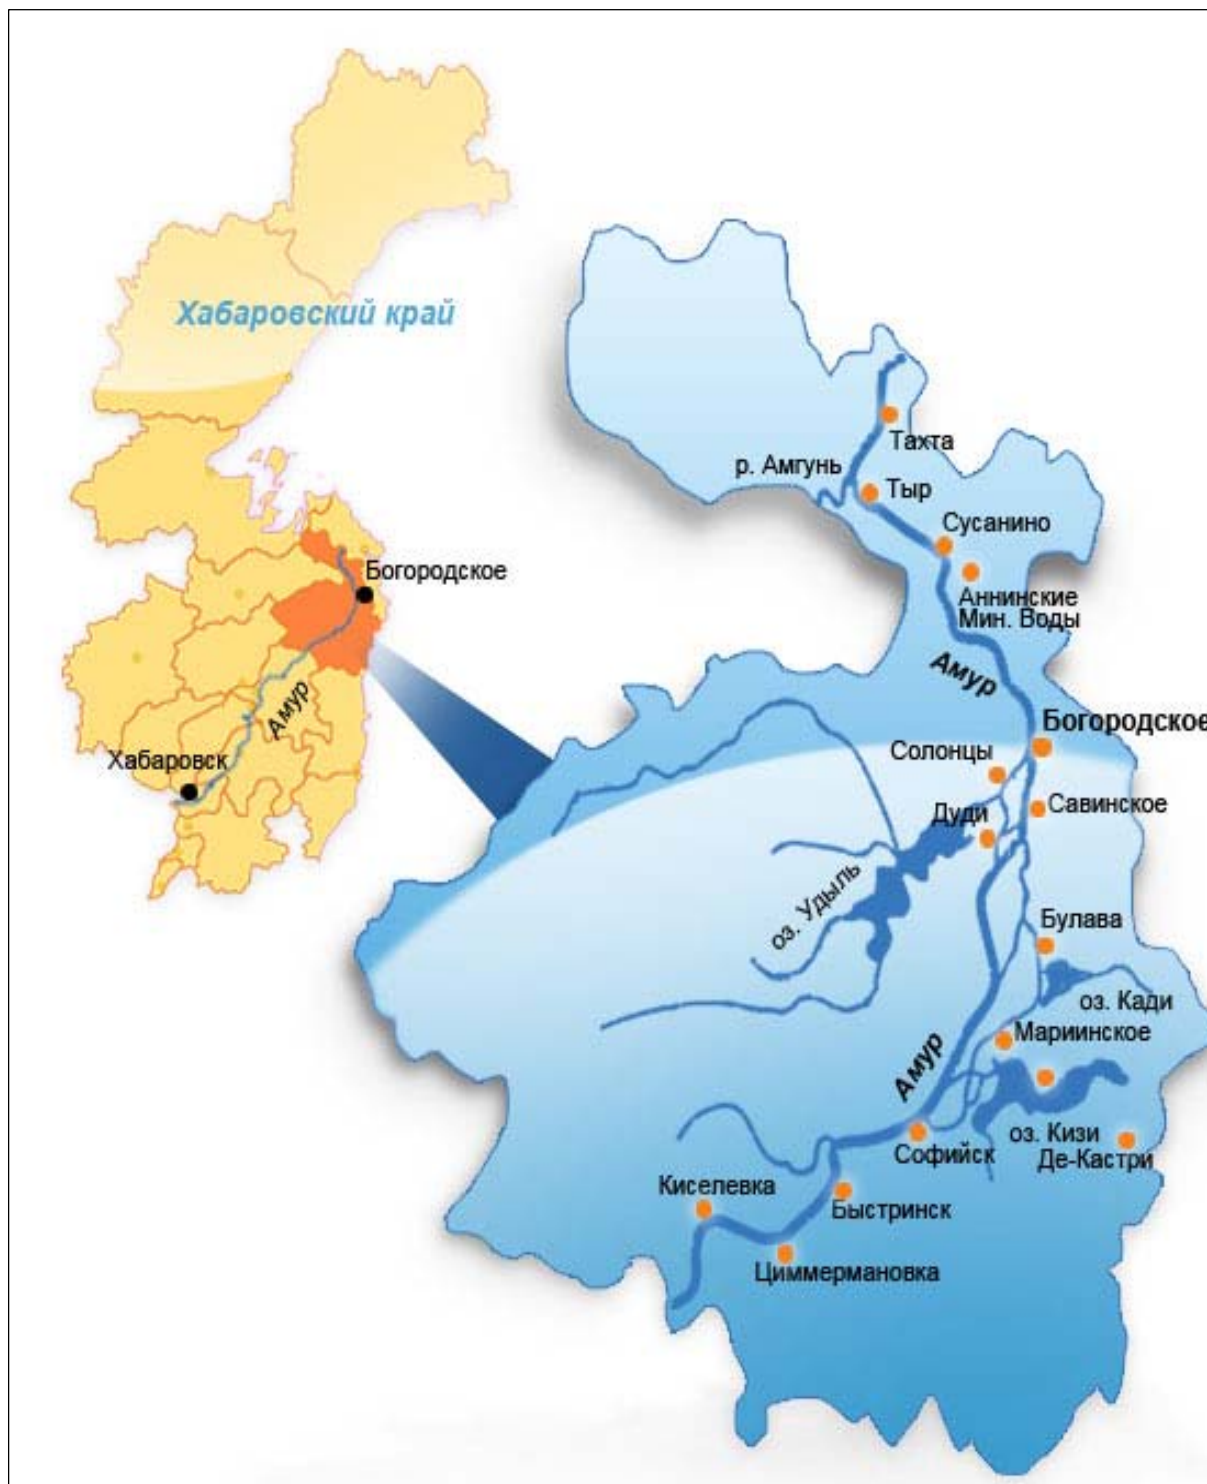 Хабаровский край
Богородское
Амур
Хабаровск
Тахта
р. Амгунь
Тыр
Сусанино
Аннинские
Мин. Воды
Амур
Богородское
Солонцы
Савинское
Дуди
оз. Удыль
Булава
оз. Кади
Мариинское
Амур
оз. Кизи
Софийск
Де-Кастри
Киселевка
Быстринск
Циммермановка